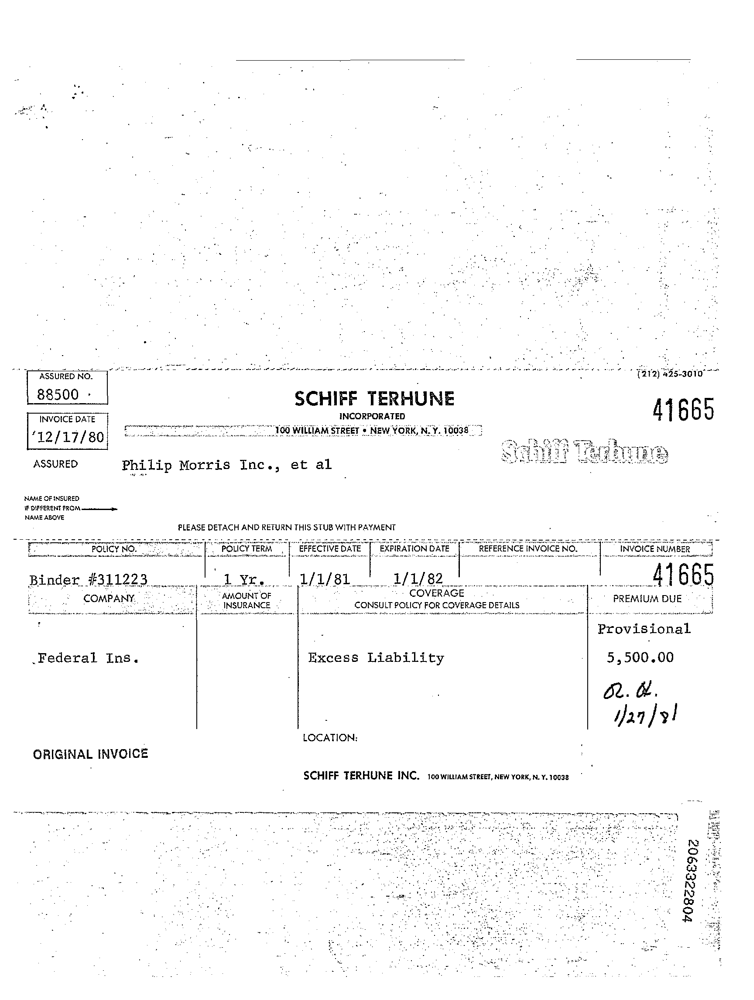 (212) 425-3010
ASSURED NO.
88500
SCHIFF TERHUNE
INCORPORATED
100 WILLIAM STREET • NEW YORK, N. Y. 10038
41665
INVOICE DATE
12/17/80
Schiff Terhune
ASSURED
Philip Morris Inc., et al
NAME OF INSURED
IF DIFFERENT FROM
NAME ABOVE
PLEASE DETACH AND RETURN THIS STUB WITH PAYMENT
POLICY NO. POLICY TERM EFFECTIVE DATE EXPIRATION DATE REFERENCE INVOICE NO. INVOICE NUMBER
Binder #311223 1 Yr. 1/1/81 1/1/82 41665
COMPANY AMOUNT OF INSURANCE COVERAGE CONSULT POLICY FOR COVERAGE DETAILS PREMIUM DUE
Provisional
Federal Ins. Excess Liability 5,500.00
1/27/81
LOCATION:
ORIGINAL INVOICE
SCHIFF TERHUNE INC. 100 WILLIAM STREET, NEW YORK, N. Y. 10038
2063322804